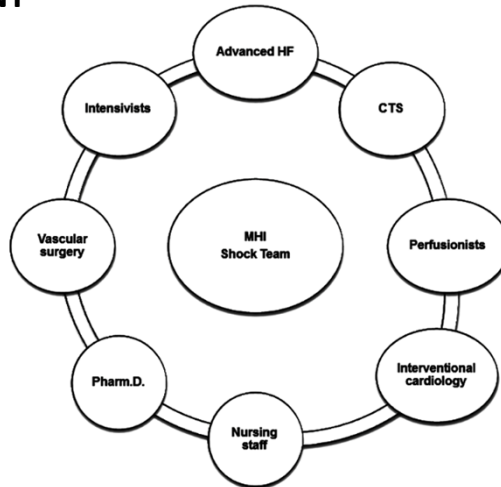 Advanced HF
CTS
Perfusionists
Interventional
cardiology
Nursing
staff
Pharm.D.
Vascular
surgery
Intensivists
MHI
Shock Team